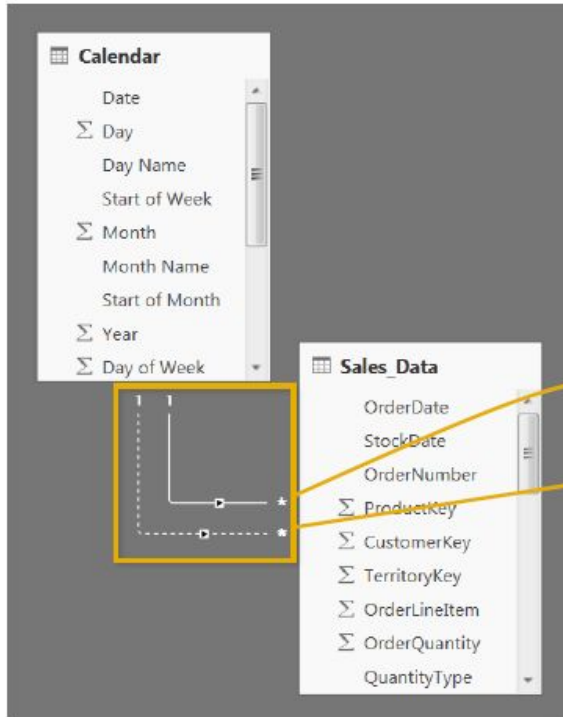 Calendar
Date
Σ Day
Day Name
Start of Week
Σ Month
Month Name
Start of Month
Σ Year
Σ Day of Week
1 1
*
*
Sales_Data
OrderDate
StockDate
OrderNumber
Σ ProductKey
Σ CustomerKey
Σ TerritoryKey
Σ OrderLineItem
Σ OrderQuantity
QuantityType